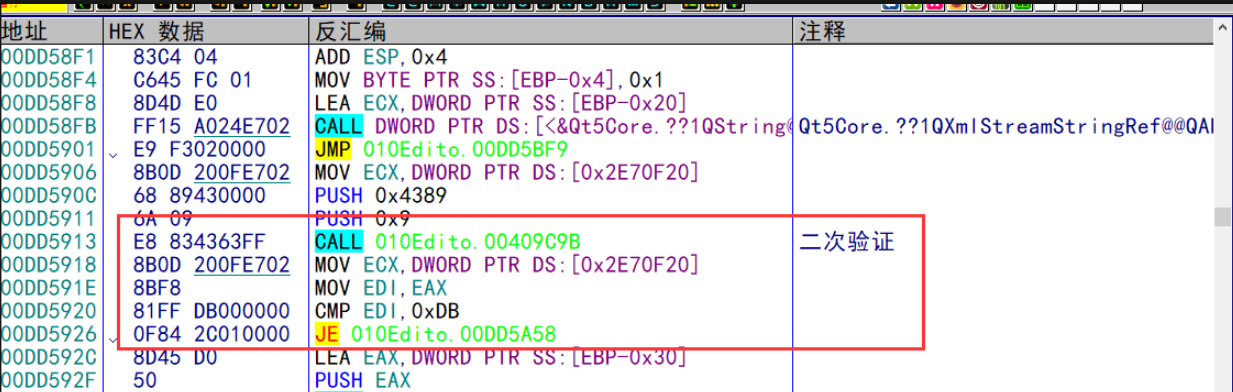 地址 HEX 数据 反汇编 注释
00DD58F1 83C4 04 ADD ESP,0x4
00DD58F4 C645 FC 01 MOV BYTE PTR SS:[EBP-0x4],0x1
00DD58F8 8D4D E0 LEA ECX,DWORD PTR SS:[EBP-0x20]
00DD58FB FF15 A024E702 CALL DWORD PTR DS:[<&Qt5Core.??1QString@ Qt5Core.??1QXmlStreamStringRef@@QAI
00DD5901 E9 F3020000 JMP 010Edito.00DD5BF9
00DD5906 8B0D 200FE702 MOV ECX,DWORD PTR DS:[0x2E70F20]
00DD590C 68 89430000 PUSH 0x4389
00DD5911 6A 09 PUSH 0x9
00DD5913 E8 834363FF CALL 010Edito.00409C9B 二次验证
00DD5918 8B0D 200FE702 MOV ECX,DWORD PTR DS:[0x2E70F20]
00DD591E 8BF8 MOV EDI,EAX
00DD5920 81FF DB000000 CMP EDI,0xDB
00DD5926 0F84 2C010000 JE 010Edito.00DD5A58
00DD592C 8D45 D0 LEA EAX,DWORD PTR SS:[EBP-0x30]
00DD592F 50 PUSH EAX